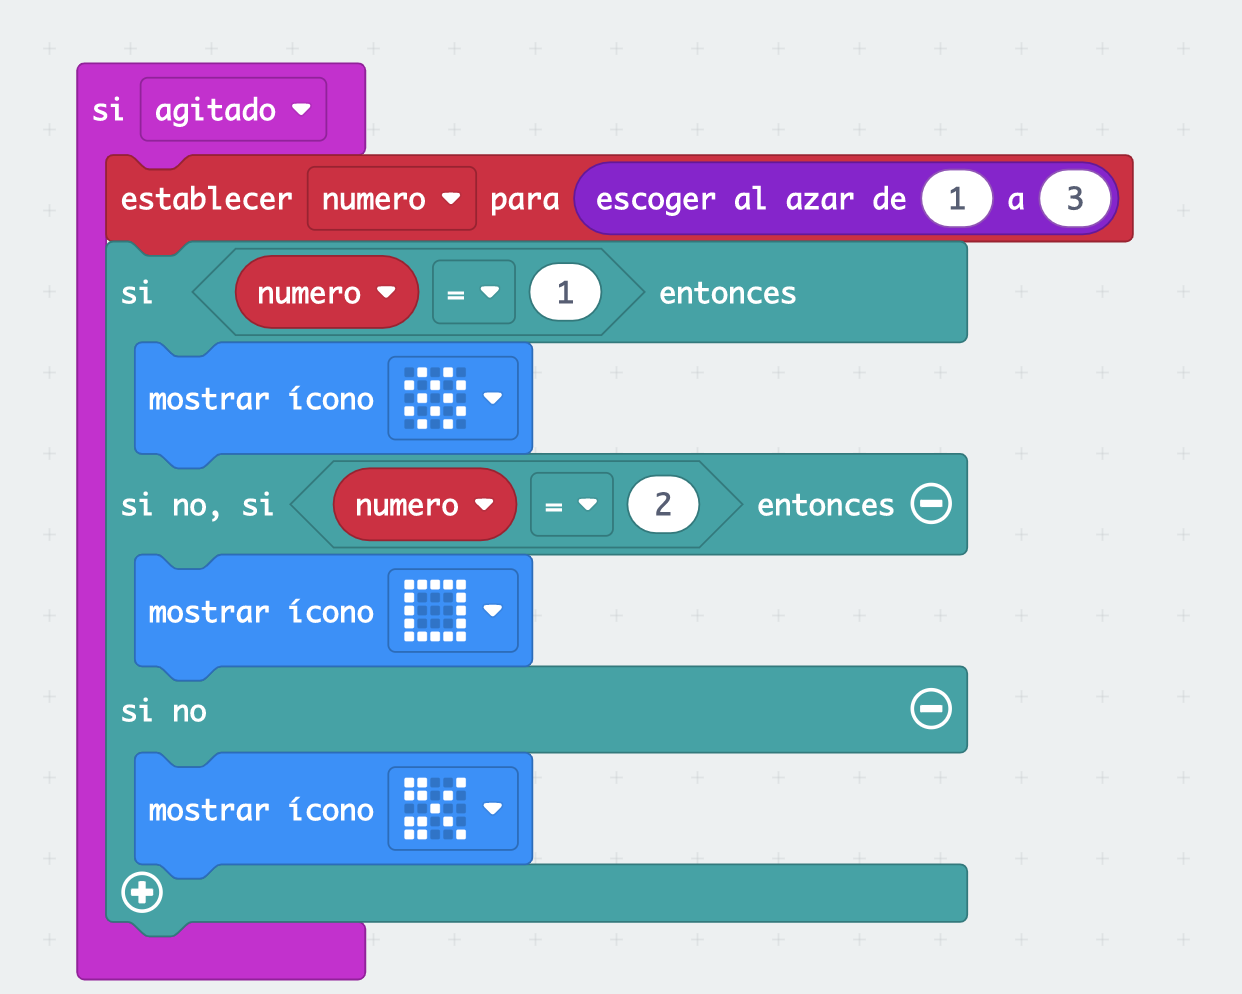 si agitado
establecer numero para escoger al azar de 1 a 3
si numero = 1 entonces
mostrar ícono
si no, si numero = 2 entonces
mostrar ícono
si no
mostrar ícono